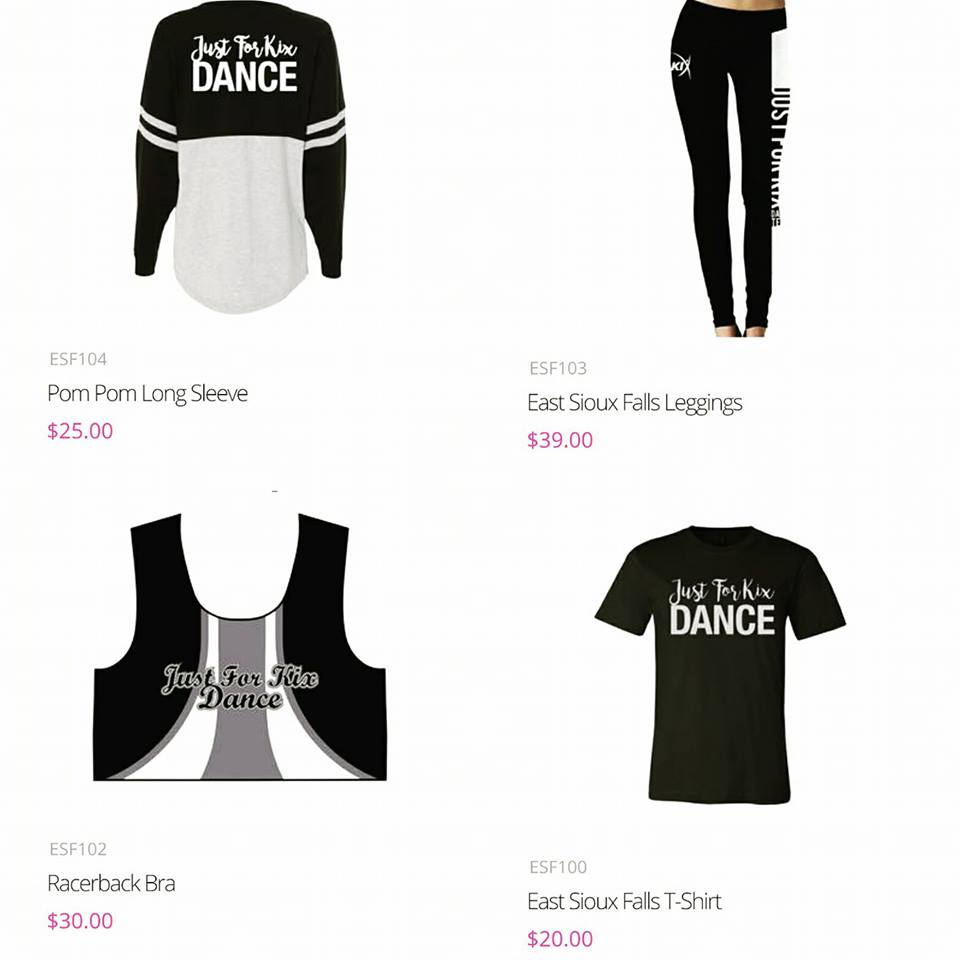 Just For Kix
DANCE
KIX
JUST FOR KIX
ESF104
Pom Pom Long Sleeve
$25.00
ESF103
East Sioux Falls Leggings
$39.00
Just For Kix
Dance
Just For Kix
DANCE
ESF102
Racerback Bra
$30.00
ESF100
East Sioux Falls T-Shirt
$20.00